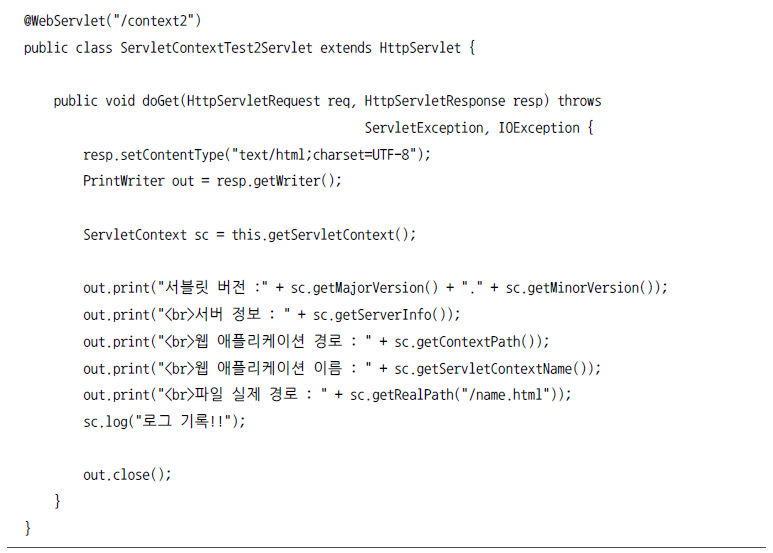 @WebServlet("/context2")
public class ServletContextTest2Servlet extends HttpServlet {
public void doGet(HttpServletRequest req, HttpServletResponse resp) throws
ServletException, IOException {
resp.setContentType("text/html;charset=UTF-8");
PrintWriter out = resp.getWriter();
ServletContext sc = this.getServletContext();
out.print("서블릿 버전 :" + sc.getMajorVersion() + "." + sc.getMinorVersion());
out.print("<br>서버 정보 : " + sc.getServerInfo());
out.print("<br>웹 애플리케이션 경로 : " + sc.getContextPath());
out.print("<br>웹 애플리케이션 이름 : " + sc.getServletContextName());
out.print("<br>파일 실제 경로 : " + sc.getRealPath("/name.html"));
sc.log("로그 기록!!");
out.close();
}
}